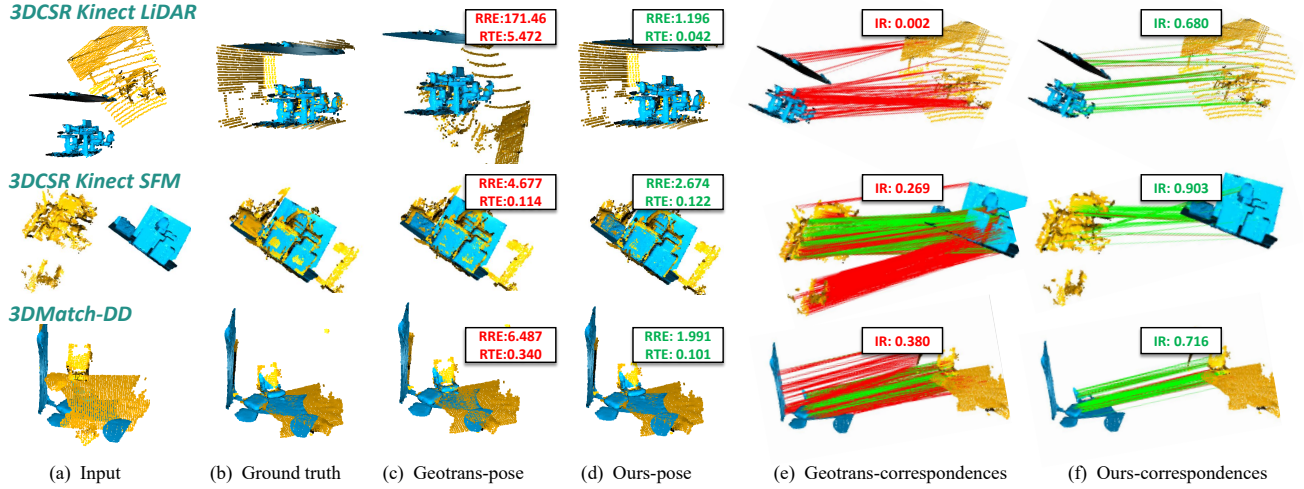 3DCSR Kinect LiDAR
RRE:171.46
RTE:5.472
RRE:1.196
RTE: 0.042
IR: 0.002
IR: 0.680
3DCSR Kinect SFM
RRE:4.677
RTE:0.114
RRE:2.674
RTE: 0.122
IR: 0.269
IR: 0.903
3DMatch-DD
RRE:6.487
RTE:0.340
RRE: 1.991
RTE: 0.101
IR: 0.380
IR: 0.716
(a) Input
(b) Ground truth
(c) Geotrans-pose
(d) Ours-pose
(e) Geotrans-correspondences
(f) Ours-correspondences